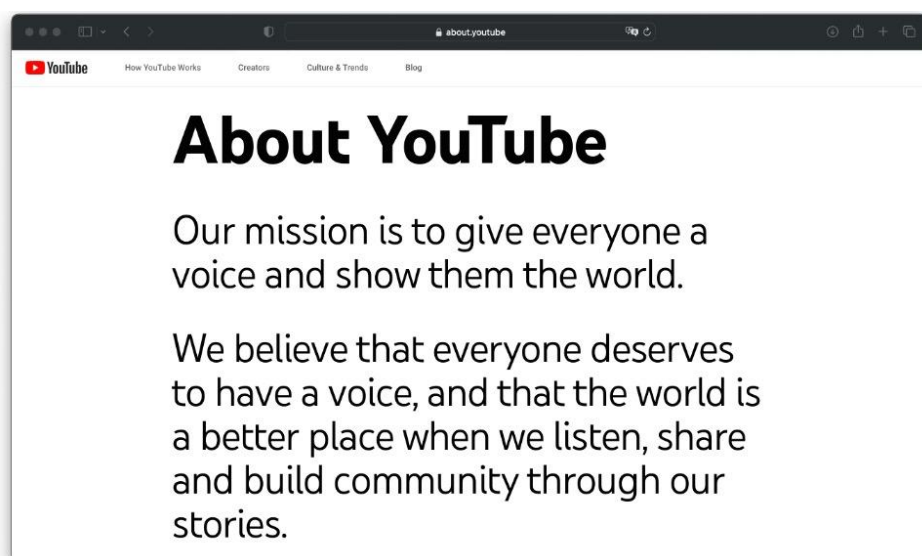 about.youtube
YouTube How YouTube Works Creators Culture & Trends Blog
About YouTube
Our mission is to give everyone a
voice and show them the world.
We believe that everyone deserves
to have a voice, and that the world is
a better place when we listen, share
and build community through our
stories.